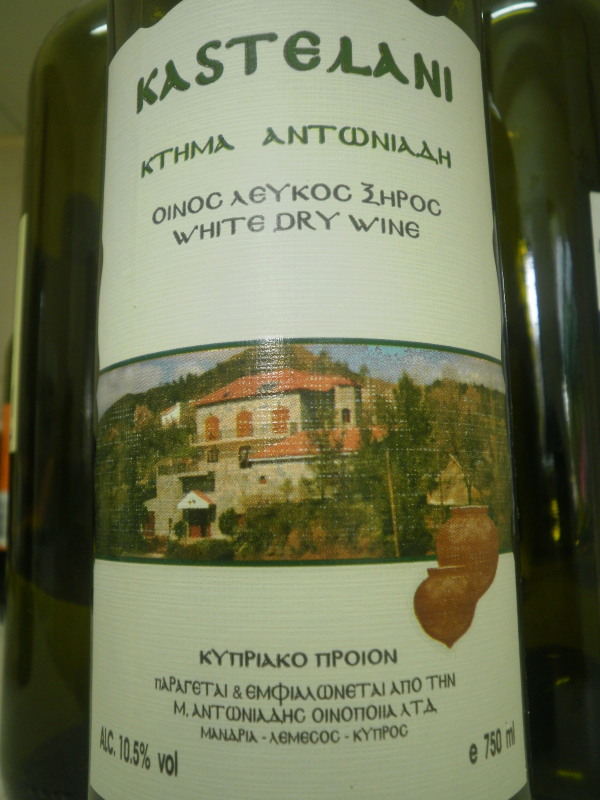 KASTELANI
ΚΤΗΜΑ ΑΝΤΩΝΙΑΔΗ
ΟΙΝΟΣ ΛΕΥΚΟΣ ΞΗΡΟΣ
WHITE DRY WINE
ΚΥΠΡΙΑΚΟ ΠΡΟΙΟΝ
ΠΑΡΑΓΕΤΑΙ & ΕΜΦΙΑΛΩΝΕΤΑΙ ΑΠΟ ΤΗΝ
Μ. ΑΝΤΩΝΙΑΔΗΣ ΟΙΝΟΠΟΙΙΑ ΛΤΔ
ΜΑΝΔΡΙΑ - ΛΕΜΕΣΟΣ - ΚΥΠΡΟΣ
ALC. 10.5% vol
e 750 ml